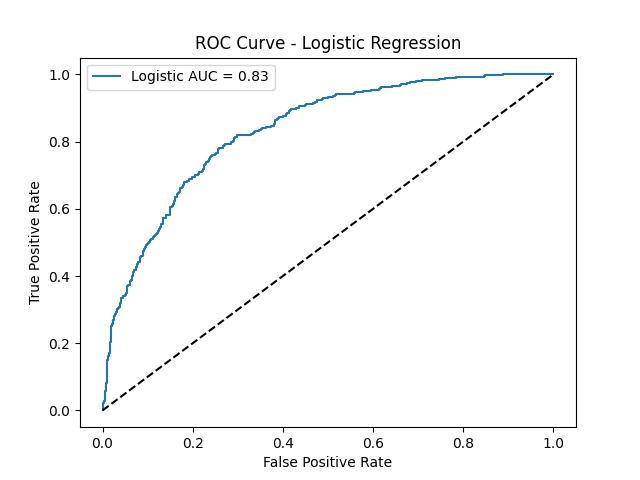 ROC Curve - Logistic Regression
Logistic AUC = 0.83
True Positive Rate
1.0
0.8
0.6
0.4
0.2
0.0
0.0 0.2 0.4 0.6 0.8 1.0
False Positive Rate